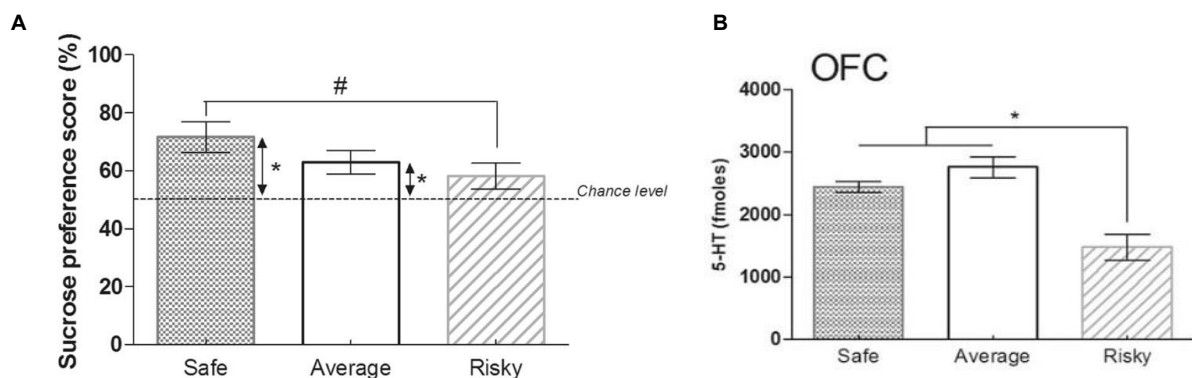 A
Sucrose preference score (%)
100
80
60
40
20
0
#
*
*
Chance level
Safe Average Risky
B
OFC
5-HT (fmoles)
4000
3000
2000
1000
0
*
Safe Average Risky